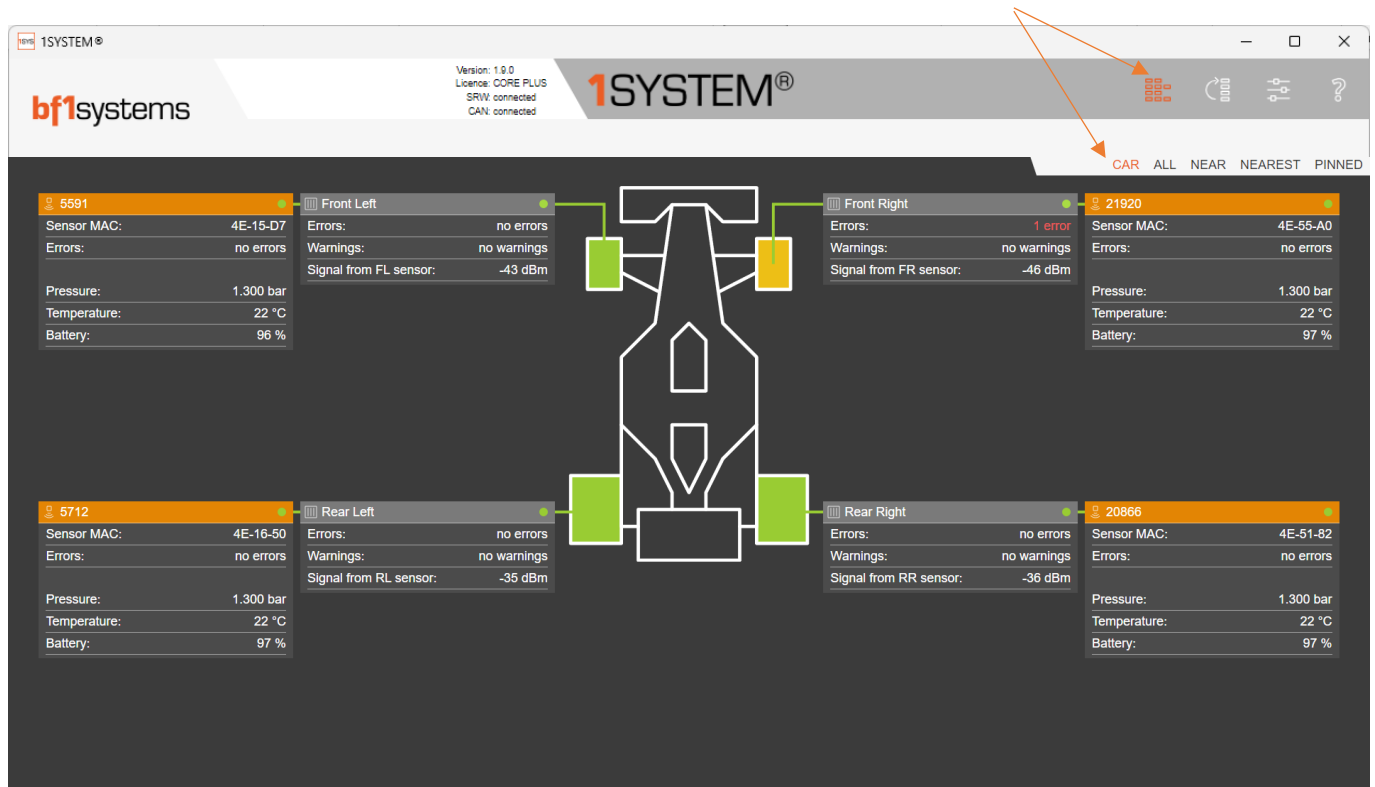 1SYS 1SYSTEM®
bf1systems
Version: 1.9.0
Licence: CORE PLUS
SRW: connected
CAN: connected
1SYSTEM®
?
CAR ALL NEAR NEAREST PINNED
5591
Sensor MAC: 4E-15-D7
Errors: no errors
Pressure: 1.300 bar
Temperature: 22 °C
Battery: 96 %
Front Left
Errors: no errors
Warnings: no warnings
Signal from FL sensor: -43 dBm
Front Right
Errors: 1 error
Warnings: no warnings
Signal from FR sensor: -46 dBm
21920
Sensor MAC: 4E-55-A0
Errors: no errors
Pressure: 1.300 bar
Temperature: 22 °C
Battery: 97 %
5712
Sensor MAC: 4E-16-50
Errors: no errors
Pressure: 1.300 bar
Temperature: 22 °C
Battery: 97 %
Rear Left
Errors: no errors
Warnings: no warnings
Signal from RL sensor: -35 dBm
Rear Right
Errors: no errors
Warnings: no warnings
Signal from RR sensor: -36 dBm
20866
Sensor MAC: 4E-51-82
Errors: no errors
Pressure: 1.300 bar
Temperature: 22 °C
Battery: 97 %